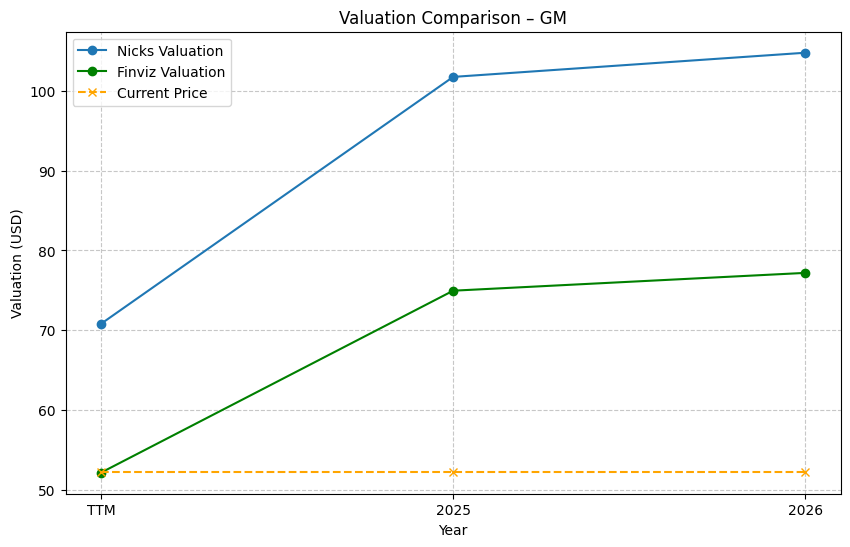 Valuation Comparison – GM
Nicks Valuation
Finviz Valuation
Current Price
Valuation (USD)
100
90
80
70
60
50
TTM
2025
2026
Year